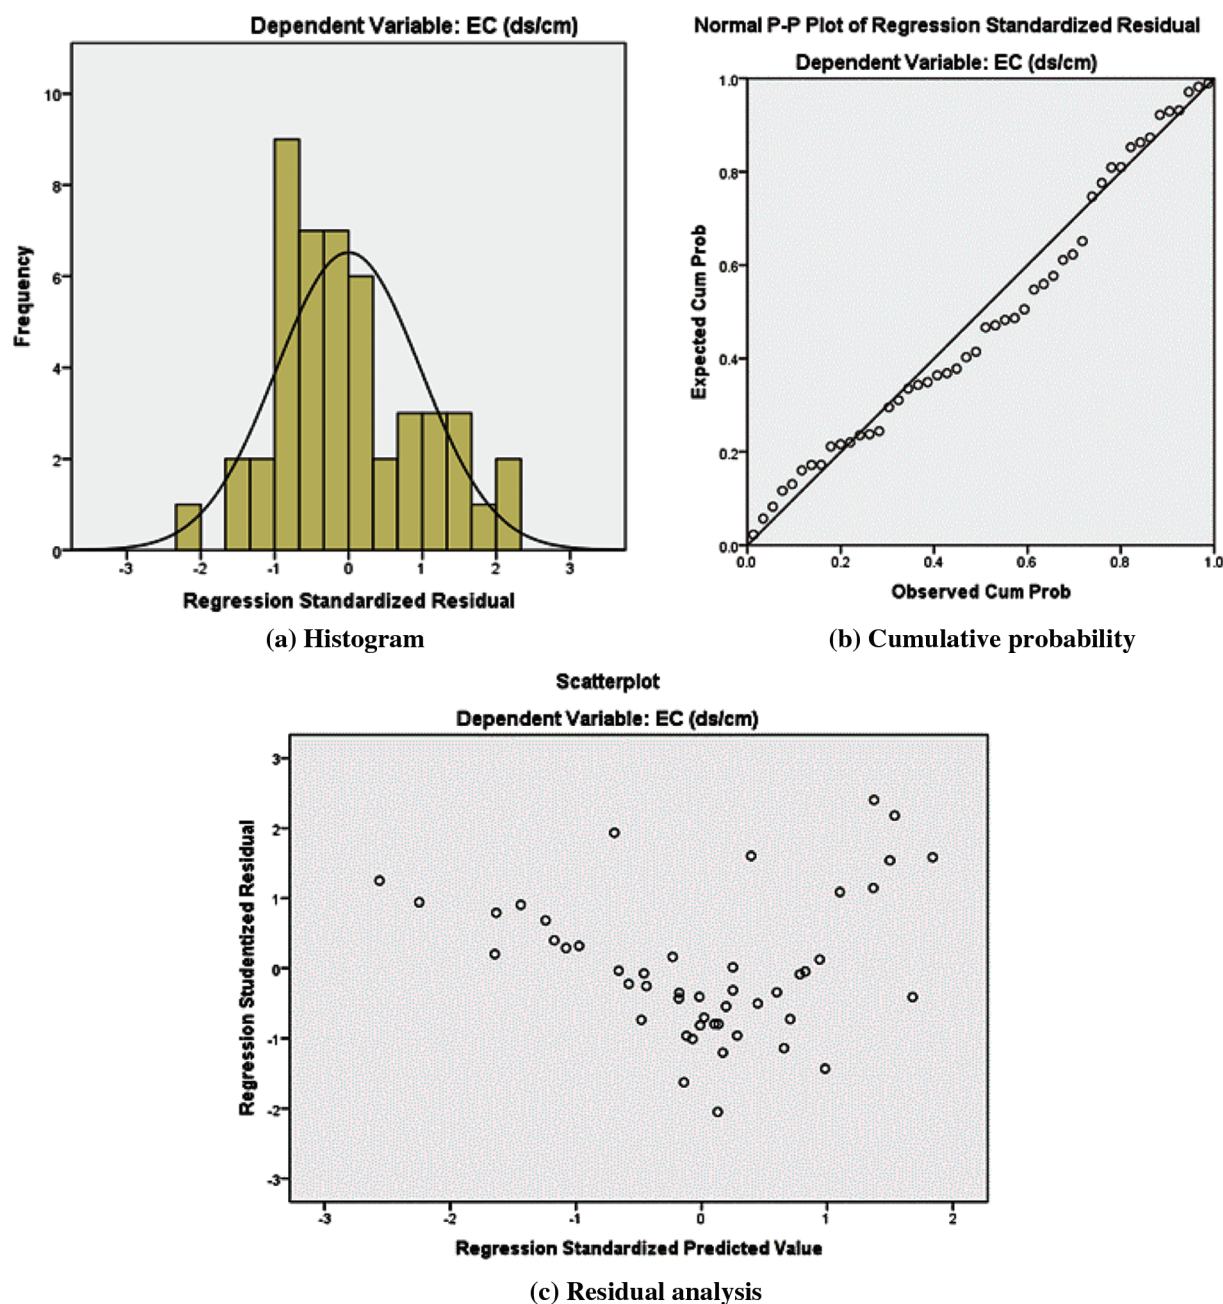 Dependent Variable: EC (ds/cm)
10
8
6
4
2
0
Frequency
-3 -2 -1 0 1 2 3
Regression Standardized Residual
(a) Histogram
Normal P-P Plot of Regression Standardized Residual
Dependent Variable: EC (ds/cm)
1.0
0.8
0.6
0.4
0.2
0.0
Expected Cum Prob
0.0 0.2 0.4 0.6 0.8 1.0
Observed Cum Prob
(b) Cumulative probability
Scatterplot
Dependent Variable: EC (ds/cm)
3
2
1
0
-1
-2
-3
Regression Studentized Residual
-3 -2 -1 0 1 2
Regression Standardized Predicted Value
(c) Residual analysis